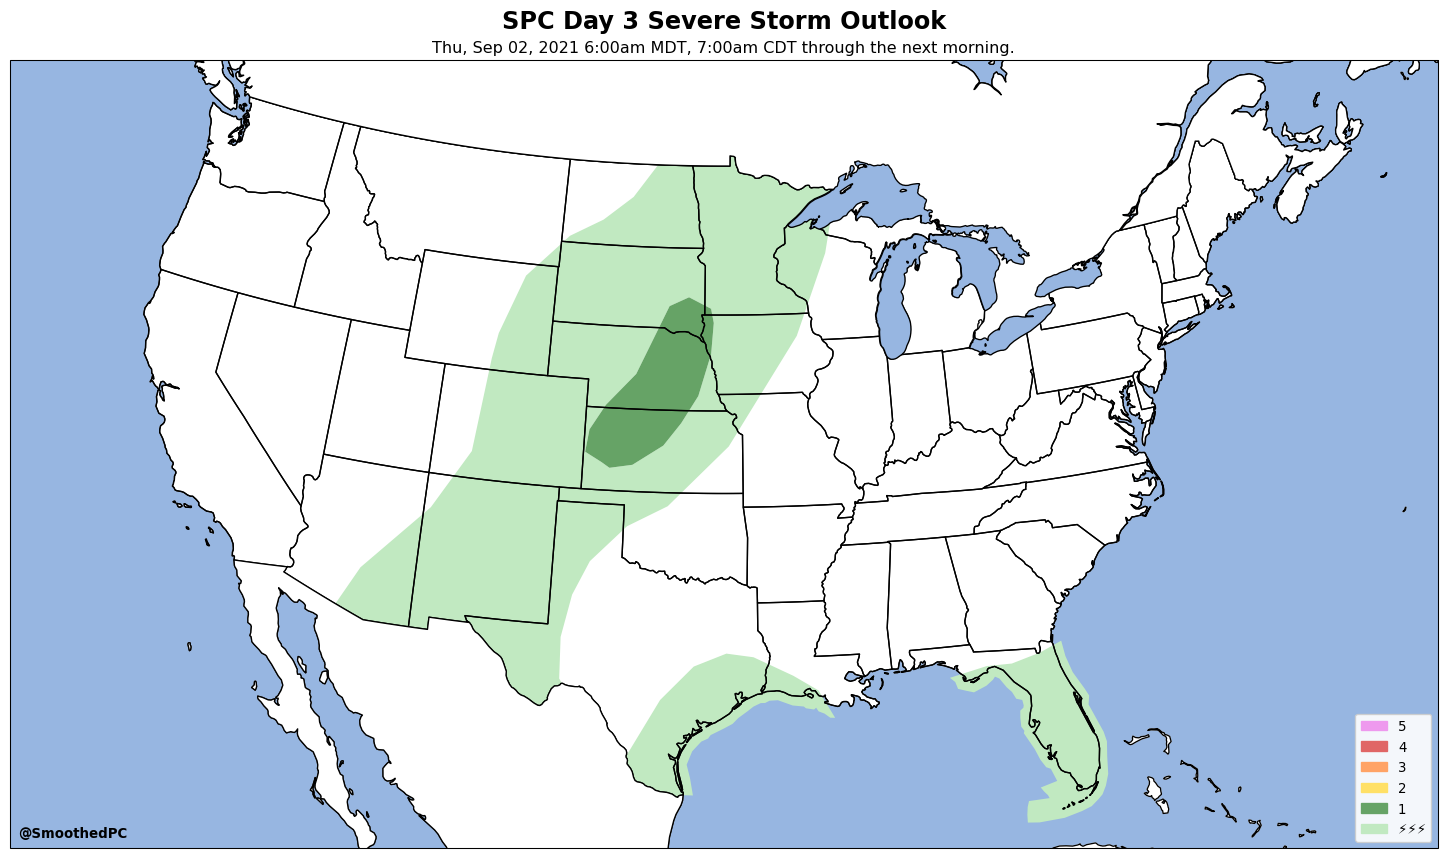 SPC Day 3 Severe Storm Outlook
Thu, Sep 02, 2021 6:00am MDT, 7:00am CDT through the next morning.
5
4
3
2
1
⚡⚡⚡
@SmoothedPC